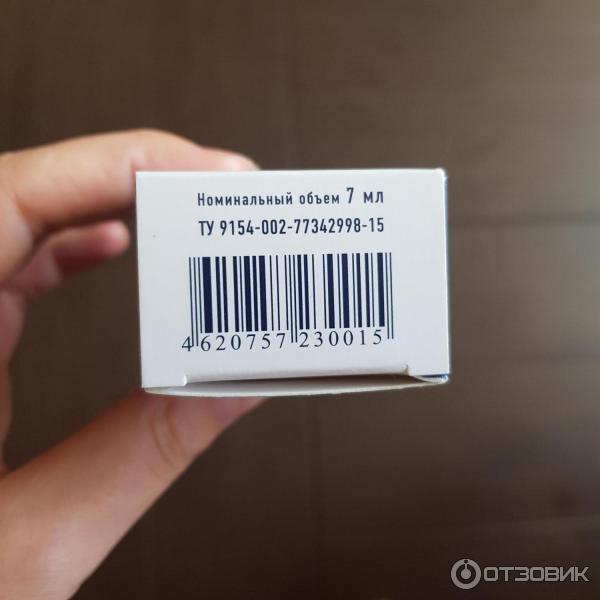 Номинальный объем 7 мл
ТУ 9154-002-77342998-15
4 620757 230015
ОТЗОВИК